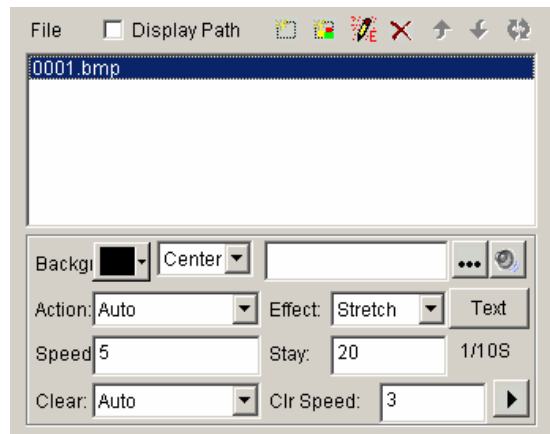 File Display Path E
0001.bmp
Backgr Center ...
Action: Auto Effect: Stretch Text
Speed 5 Stay: 20 1/10S
Clear: Auto Clr Speed: 3